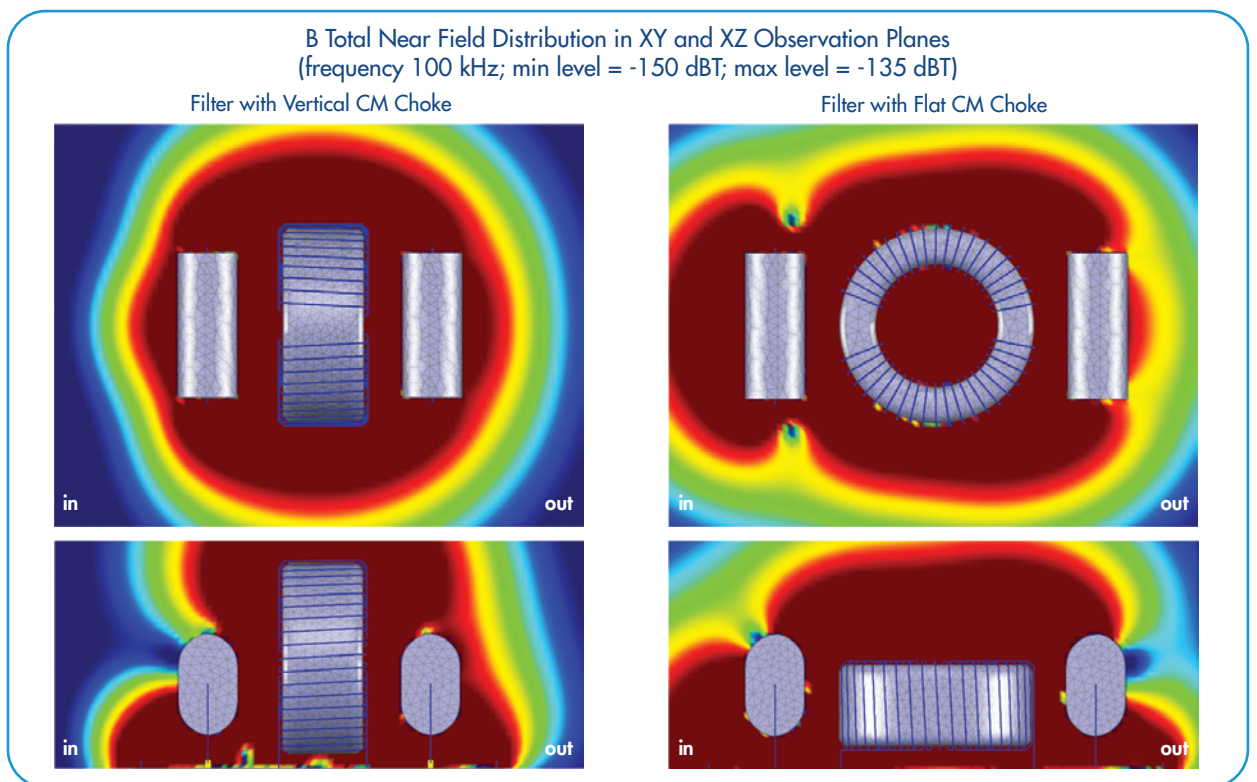 B Total Near Field Distribution in XY and XZ Observation Planes
(frequency 100 kHz; min level = -150 dBT; max level = -135 dBT)
Filter with Vertical CM Choke
Filter with Flat CM Choke
in
out
in
out
in
out
in
out